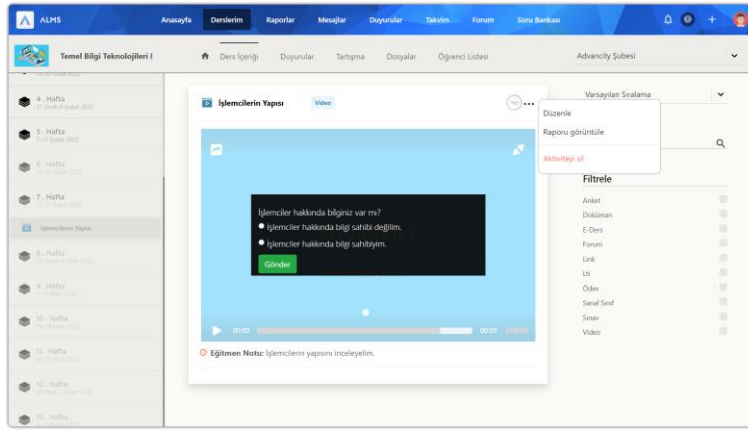 ALMS Anasayfa Derslerim Raporlar Mesajlar Duyurular Takvim Forum Soru Bankası
Temel Bilgi Teknolojileri I Ders İçeriği Duyurular Tartışma Dosyalar Öğrenci Listesi Advancity Şubesi
4 . Hafta
5 . Hafta
6 . Hafta
7 . Hafta
İşlemcilerin Yapısı
8 . Hafta
9 . Hafta
10 . Hafta
11 . Hafta
12 . Hafta
13 . Hafta
İşlemcilerin Yapısı Video
Düzenle
Raporu görüntüle
Aktiviteyi sil
İşlemciler hakkında bilginiz var mı?
İşlemciler hakkında bilgi sahibi değilim.
İşlemciler hakkında bilgi sahibiyim.
Gönder
00:03 00:03
Eğitmen Notu: İşlemcilerin yapısını inceleyelim.
Varsayılan Sıralama
Filtrele
Anket
Doküman
E-Ders
Forum
Link
Lti
Ödev
Sanal Sınıf
Sınav
Video